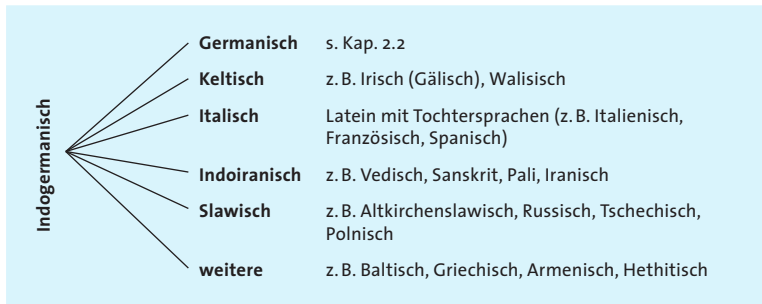 Indogermanisch
Germanisch s. Kap. 2.2
Keltisch z. B. Irisch (Gälisch), Walisisch
Italisch Latein mit Tochtersprachen (z. B. Italienisch,
Französisch, Spanisch)
Indoiranisch z. B. Vedisch, Sanskrit, Pali, Iranisch
Slawisch z. B. Altkirchenslawisch, Russisch, Tschechisch,
Polnisch
weitere z. B. Baltisch, Griechisch, Armenisch, Hethitisch